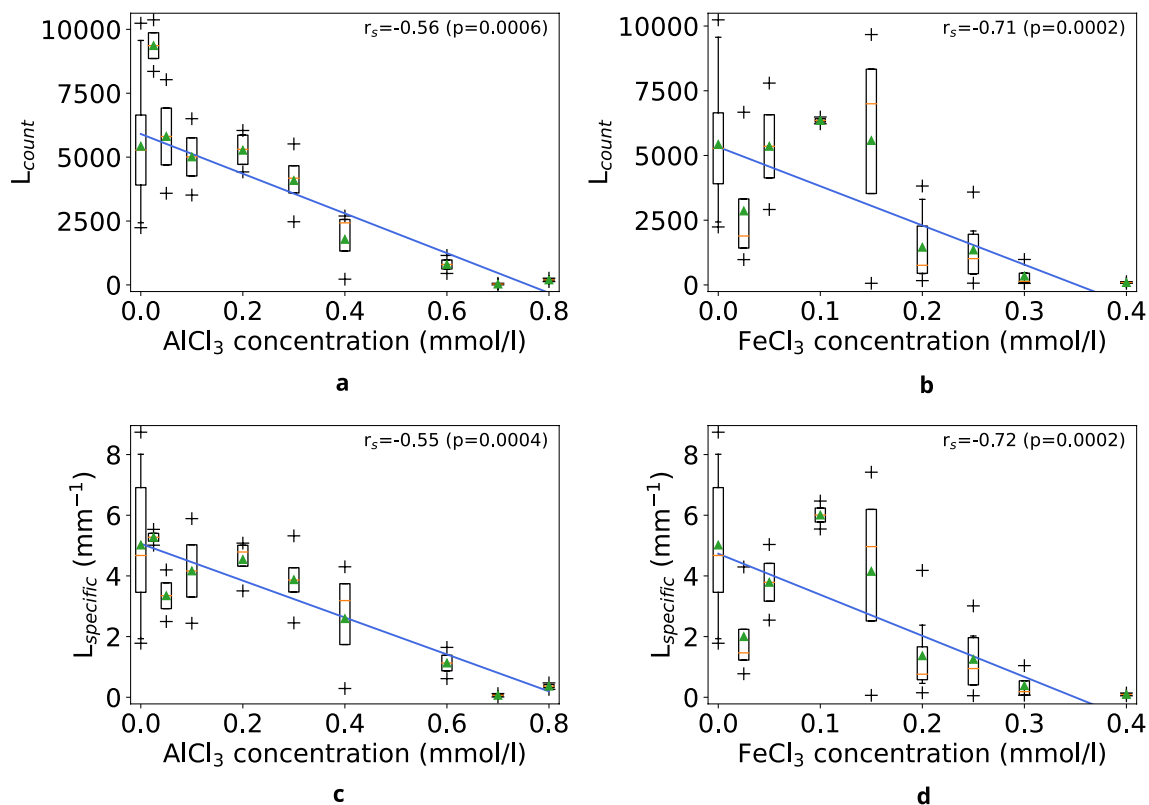 10000
7500
5000
2500
0
L_count
r_s=-0.56 (p=0.0006)
0.0 0.2 0.4 0.6 0.8
AlCl₃ concentration (mmol/l)
a
10000
7500
5000
2500
0
L_count
r_s=-0.71 (p=0.0002)
0.0 0.1 0.2 0.3 0.4
FeCl₃ concentration (mmol/l)
b
8
6
4
2
0
L_specific (mm⁻¹)
r_s=-0.55 (p=0.0004)
0.0 0.2 0.4 0.6 0.8
AlCl₃ concentration (mmol/l)
c
8
6
4
2
0
L_specific (mm⁻¹)
r_s=-0.72 (p=0.0002)
0.0 0.1 0.2 0.3 0.4
FeCl₃ concentration (mmol/l)
d